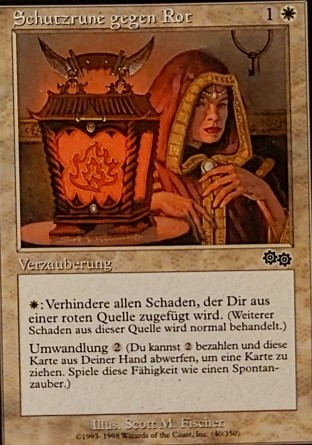 Schutzrune gegen Rot 1
Verzauberung
: Verhindere allen Schaden, der Dir aus
einer roten Quelle zugefügt wird. (Weiterer
Schaden aus dieser Quelle wird normal behandelt.)
Umwandlung 2 (Du kannst 2 bezahlen und diese
Karte aus Deiner Hand abwerfen, um eine Karte zu
ziehen. Spiele diese Fähigkeit wie einen Spontan-
zauber.)
Illus. Scott M. Fischer
©1993-1998 Wizards of the Coast, Inc. (40/350)